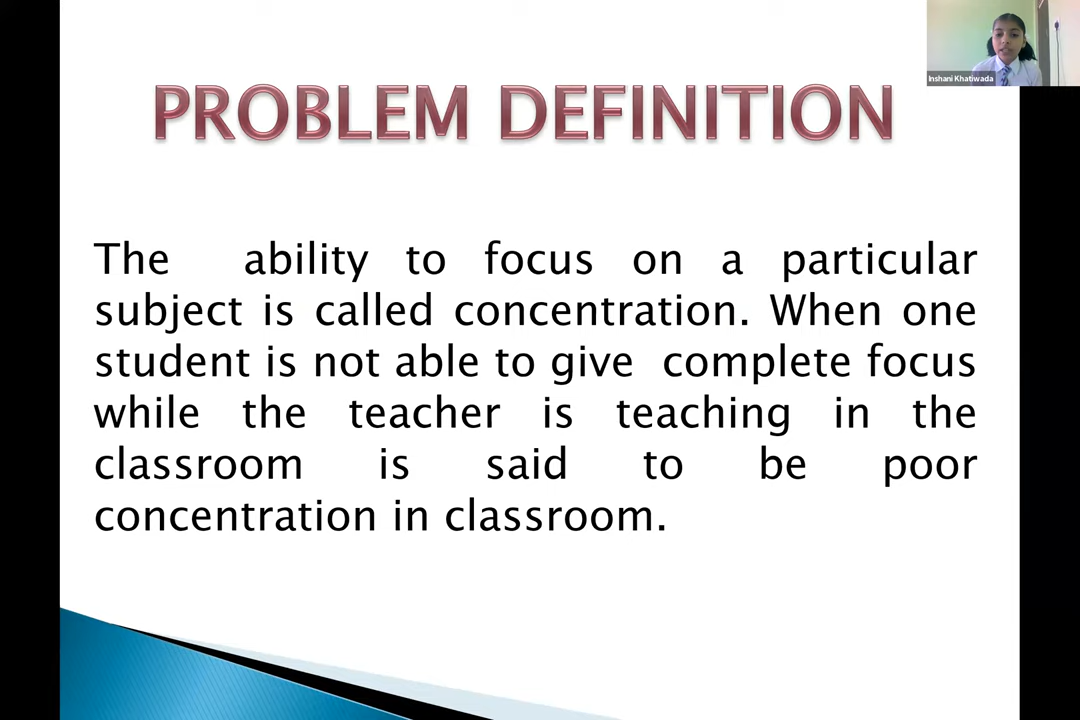 Inshani Khatiwada
PROBLEM DEFINITION
The ability to focus on a particular
subject is called concentration. When one
student is not able to give complete focus
while the teacher is teaching in the
classroom is said to be poor
concentration in classroom.